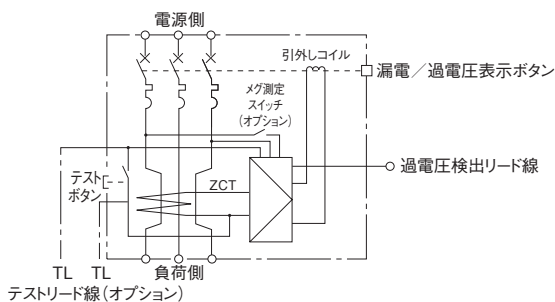 電源側
引外しコイル
漏電／過電圧表示ボタン
メグ測定
スイッチ
(オプション)
過電圧検出リード線
ZCT
テスト
ボタン
TL TL
負荷側
テストリード線(オプション)